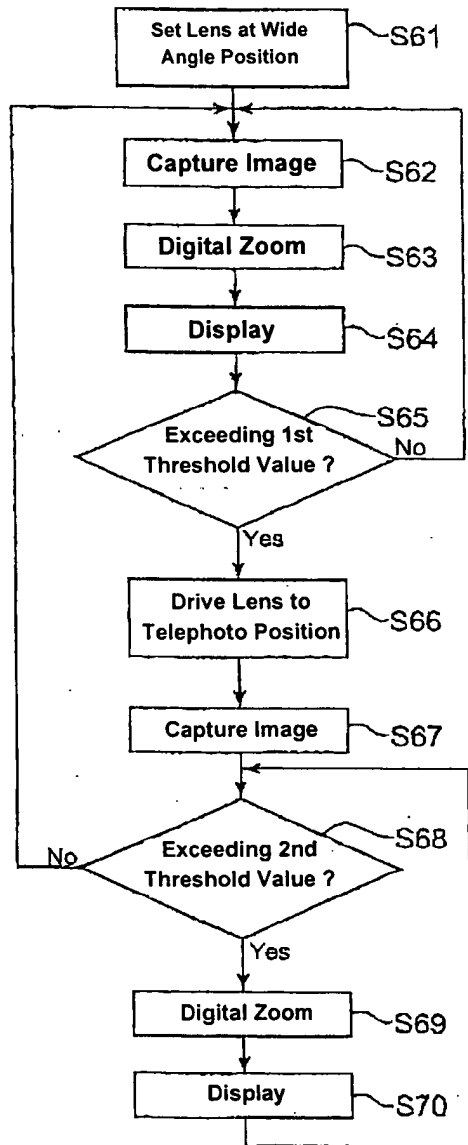 Set Lens at Wide
Angle Position
S61
Capture Image
S62
Digital Zoom
S63
Display
S64
S65
Exceeding 1st
Threshold Value ?
No
Yes
Drive Lens to
Telephoto Position
S66
Capture Image
S67
S68
No
Exceeding 2nd
Threshold Value ?
Yes
Digital Zoom
S69
Display
S70